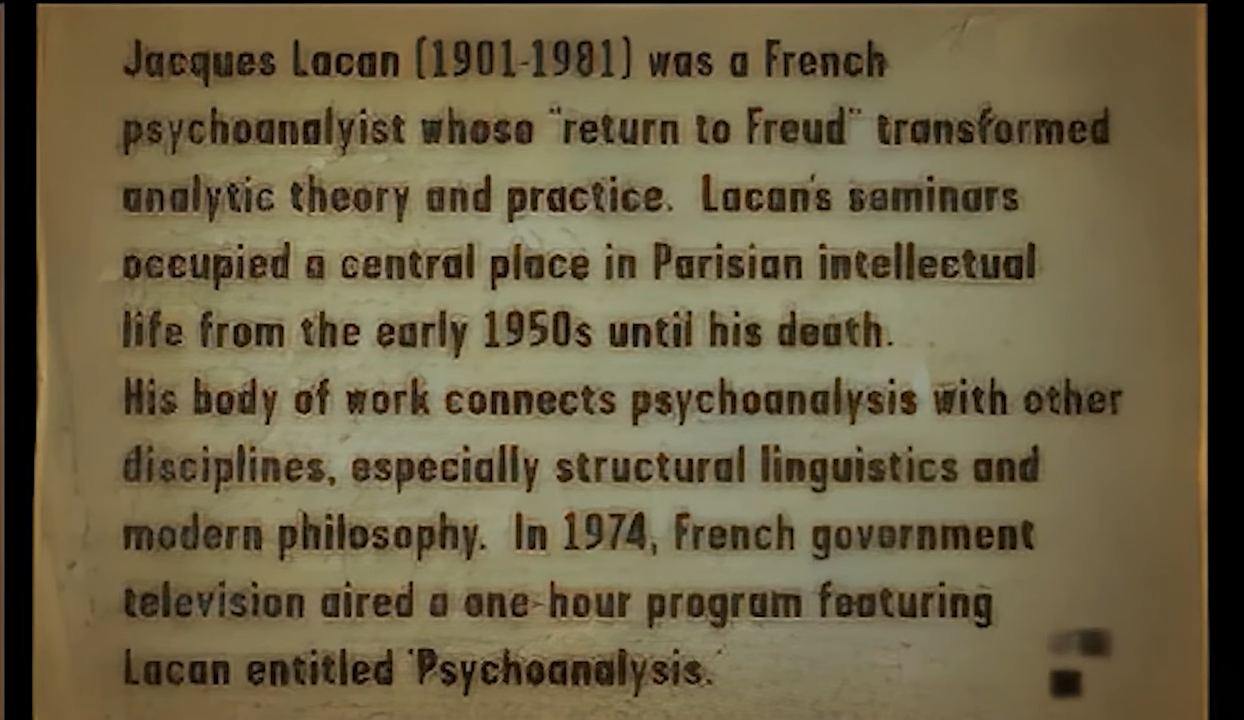 Jacques Lacan (1901-1981) was a French
psychoanalyist whose "return to Freud" transformed
analytic theory and practice. Lacan's seminars
occupied a central place in Parisian intellectual
life from the early 1950s until his death.
His body of work connects psychoanalysis with other
disciplines, especially structural linguistics and
modern philosophy. In 1974, French government
television aired a one-hour program featuring
Lacan entitled "Psychoanalysis."